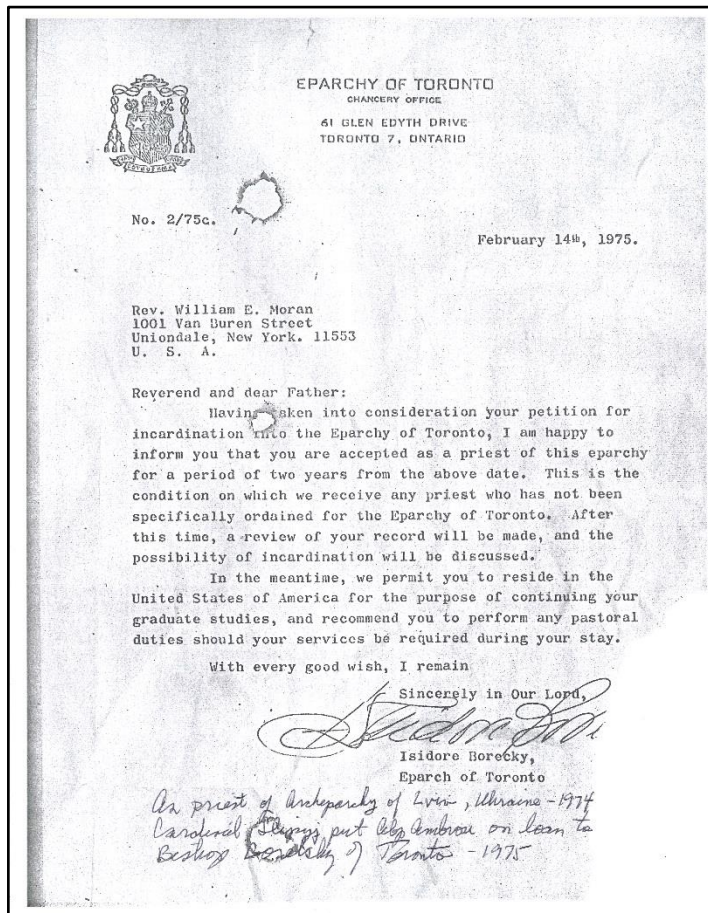 EPARCHY OF TORONTO
CHANCERY OFFICE
61 GLEN EDYTH DRIVE
TORONTO 7, ONTARIO
No. 2/75c.
February 14th, 1975.
Rev. William E. Moran
1001 Van Buren Street
Uniondale, New York. 11553
U. S. A.
Reverend and dear Father:
Having taken into consideration your petition for
incardination into the Eparchy of Toronto, I am happy to
inform you that you are accepted as a priest of this eparchy
for a period of two years from the above date. This is the
condition on which we receive any priest who has not been
specifically ordained for the Eparchy of Toronto. After
this time, a review of your record will be made, and the
possibility of incardination will be discussed.
In the meantime, we permit you to reside in the
United States of America for the purpose of continuing your
graduate studies, and recommend you to perform any pastoral
duties should your services be required during your stay.
With every good wish, I remain
Sincerely in Our Lord,
Isidore Bore
Isidore Borecky,
Eparch of Toronto
priest of Archeparchy of Lviv, Ukraine - 1974
Cardinal Slipyj put Abp Ambrose on loan to
Bishop of Toronto - 1975